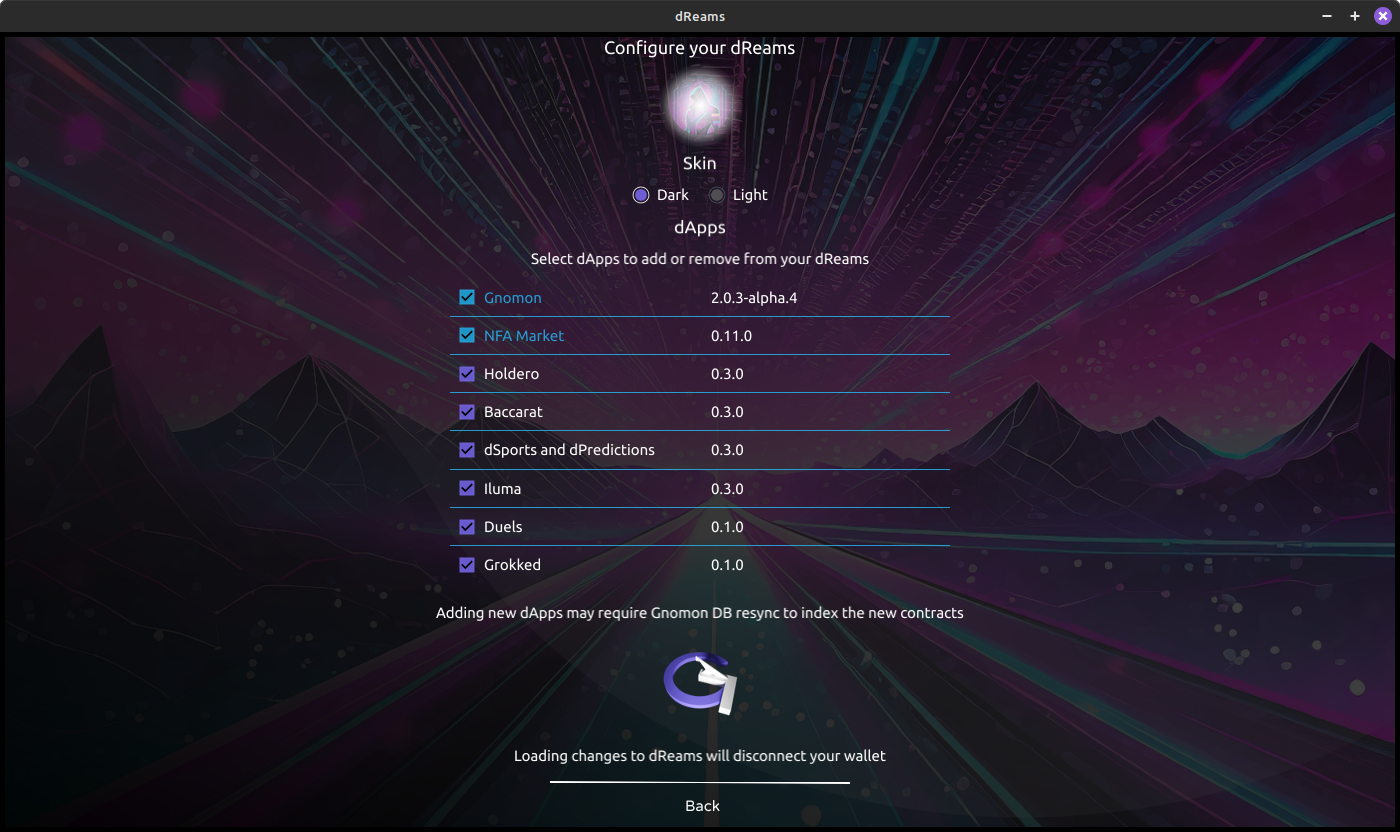 dReams
Configure your dReams
Skin
Dark Light
dApps
Select dApps to add or remove from your dReams
Gnomon 2.0.3-alpha.4
NFA Market 0.11.0
Holdero 0.3.0
Baccarat 0.3.0
dSports and dPredictions 0.3.0
Iluma 0.3.0
Duels 0.1.0
Grokked 0.1.0
Adding new dApps may require Gnomon DB resync to index the new contracts
Loading changes to dReams will disconnect your wallet
Back